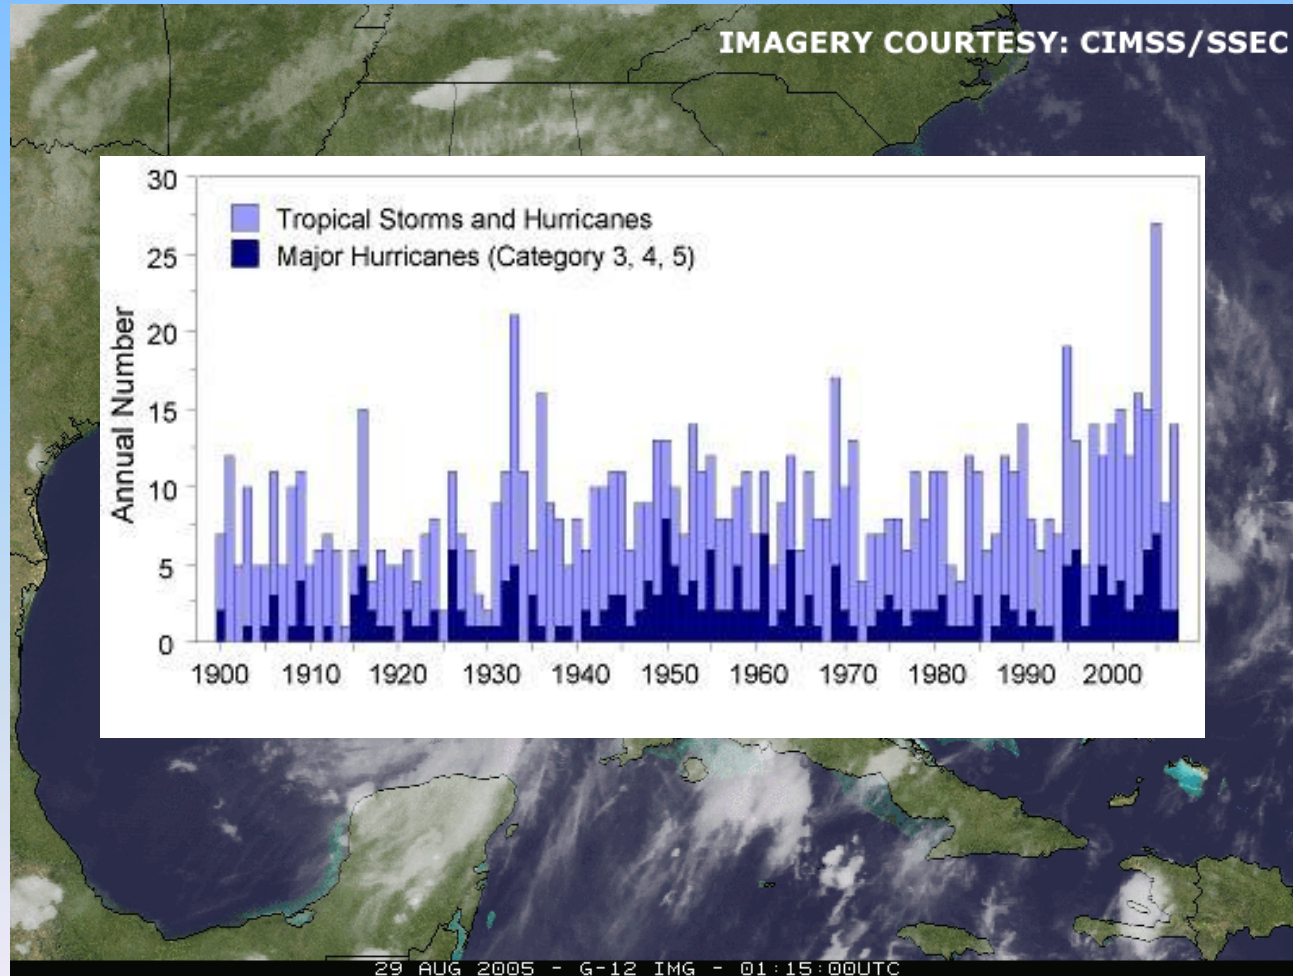 IMAGERY COURTESY: CIMSS/SSEC
30
Tropical Storms and Hurricanes
Major Hurricanes (Category 3, 4, 5)
25
20
15
10
5
0
Annual Number
1900 1910 1920 1930 1940 1950 1960 1970 1980 1990 2000
29 AUG 2005 - G-12 IMG - 01:15:00UTC